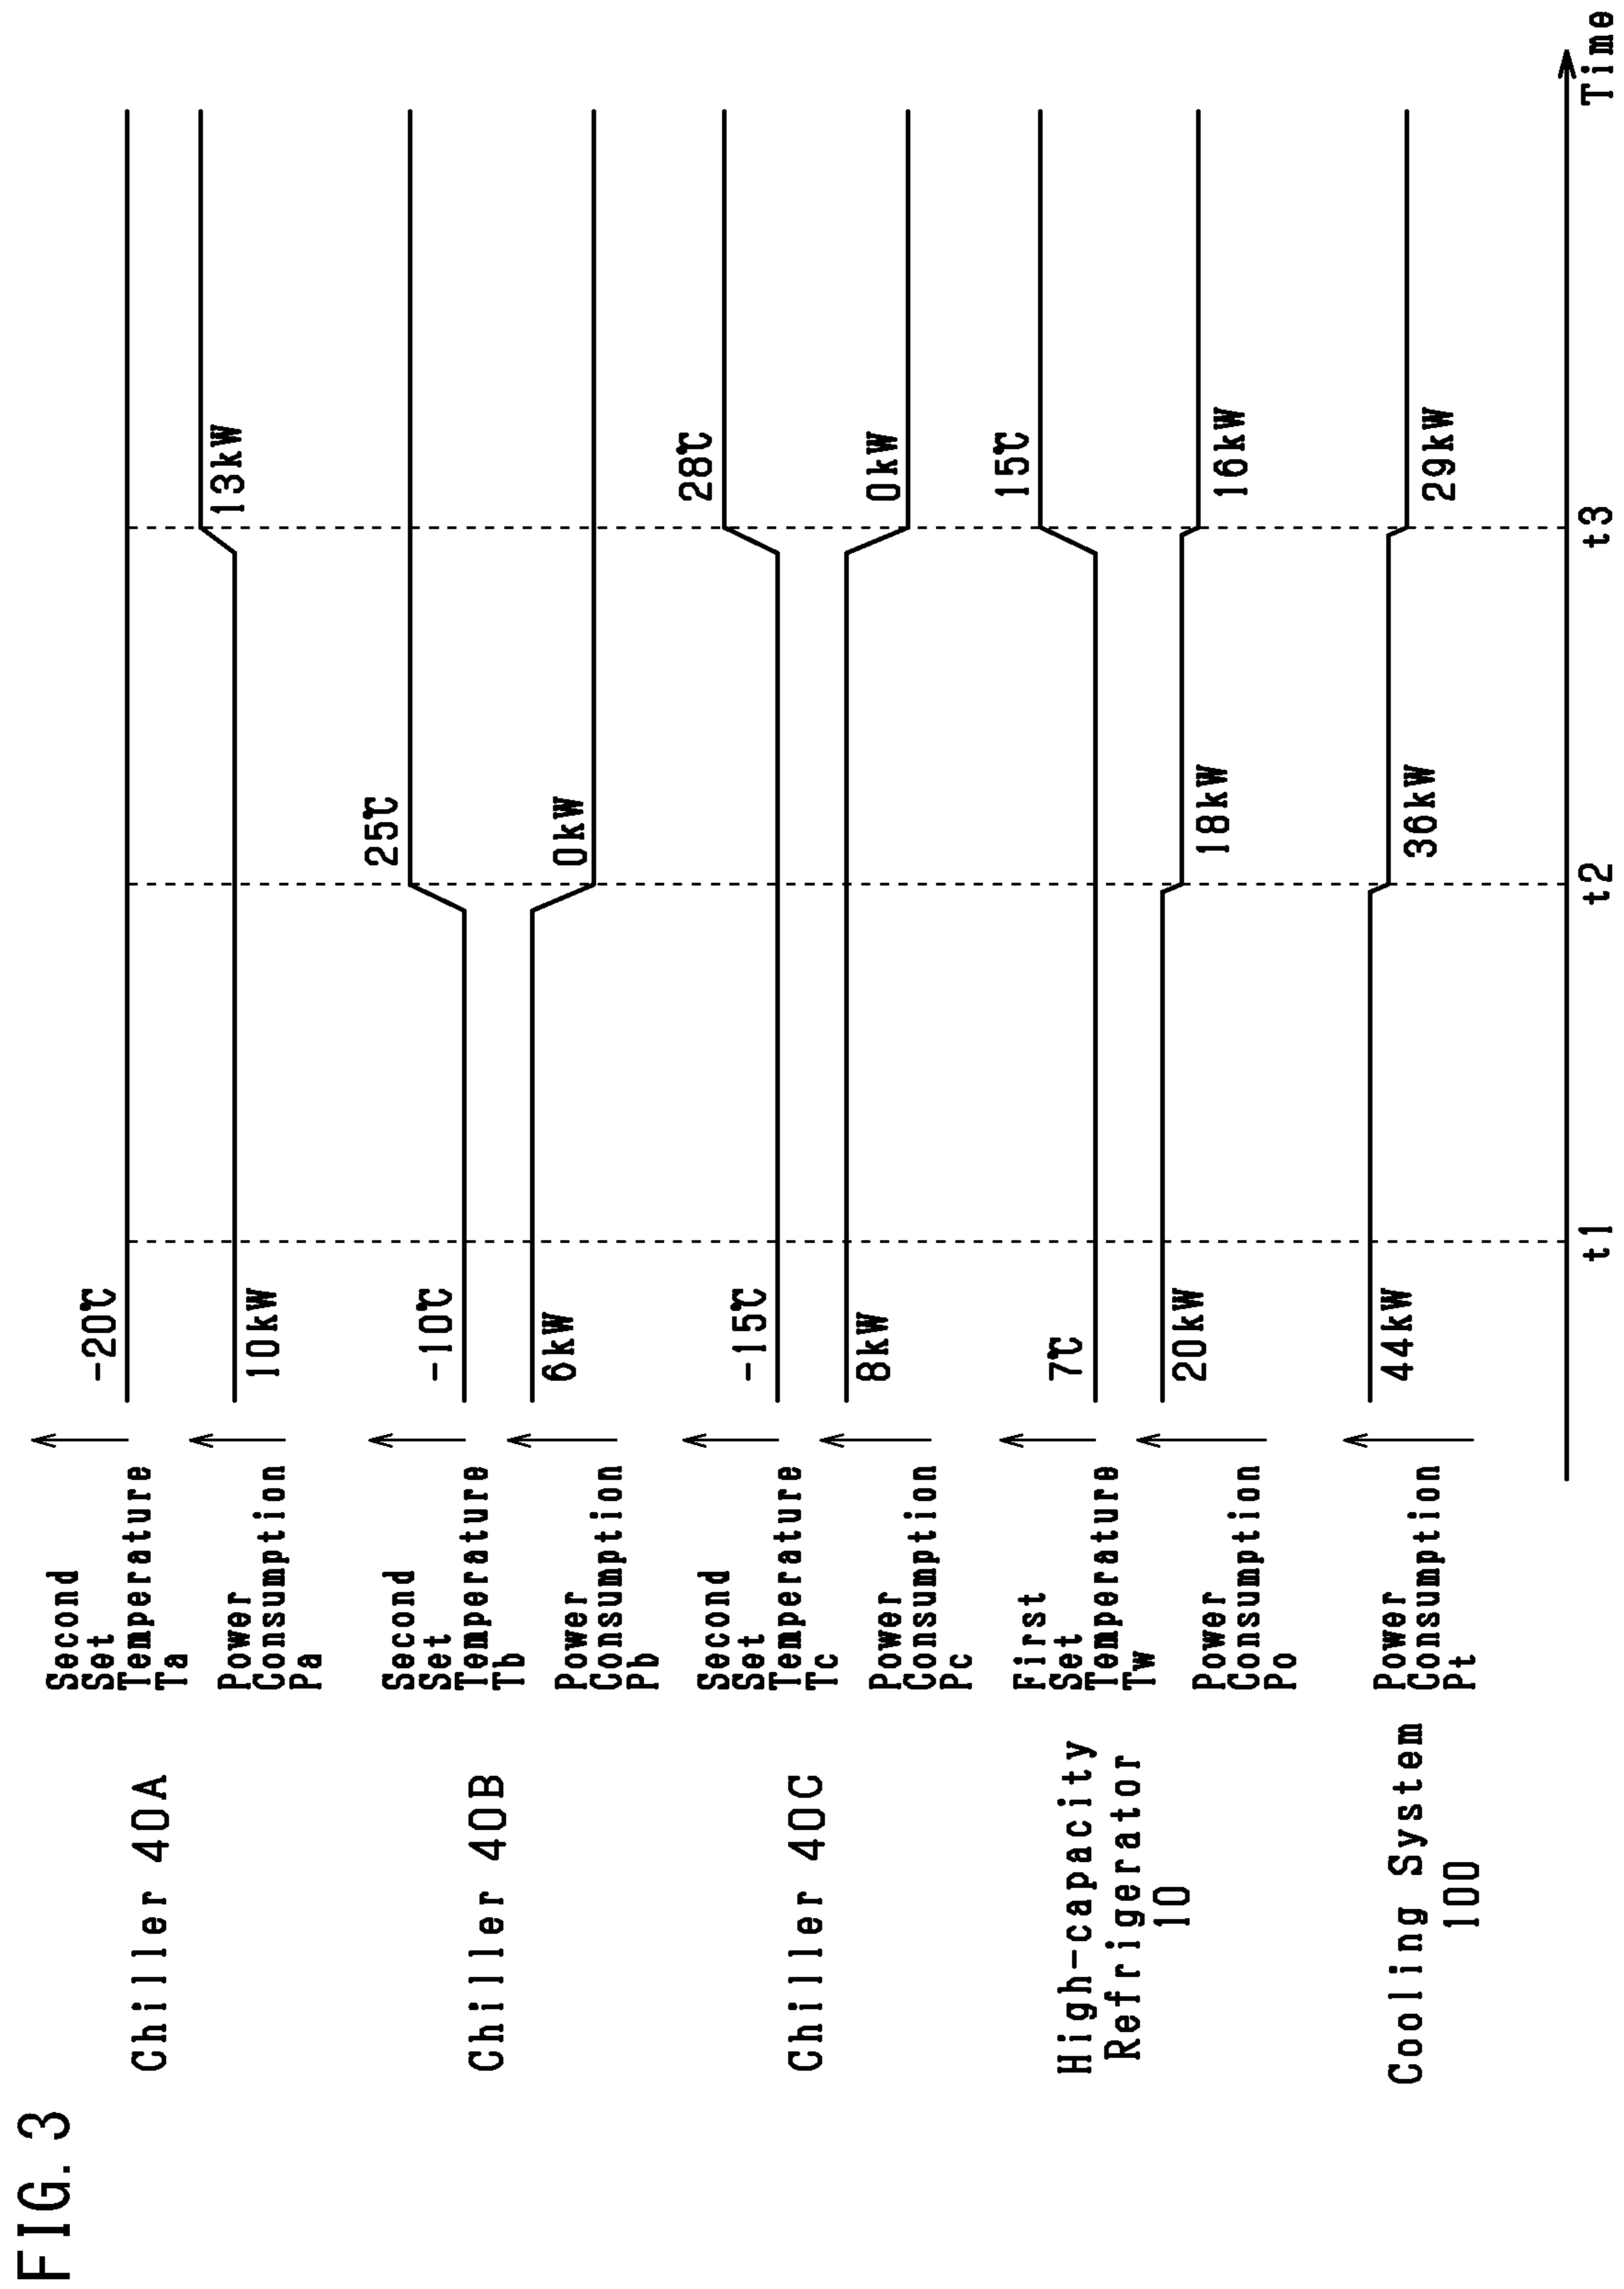 FIG. 3
Chiller 40A
Second
Set
Temperature
Ta
-20℃
Power
Consumption
Pa
10kW
13kW
Chiller 40B
Second
Set
Temperature
Tb
-10℃
25℃
Power
Consumption
Pb
6kW
0kW
Chiller 40C
Second
Set
Temperature
Tc
-15℃
28℃
Power
Consumption
Pc
8kW
0kW
High-capacity
Refrigerator
10
First
Set
Temperature
Tw
7℃
15℃
Power
Consumption
Po
20kW
18kW
16kW
Cooling System
100
Power
Consumption
Pt
44kW
36kW
29kW
t1
t2
t3
Time